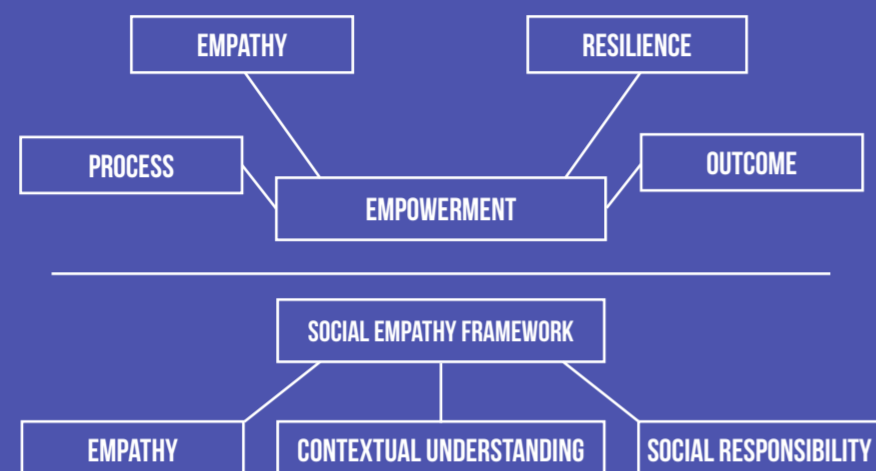 EMPATHY
RESILIENCE
PROCESS
OUTCOME
EMPOWERMENT
SOCIAL EMPATHY FRAMEWORK
EMPATHY
CONTEXTUAL UNDERSTANDING
SOCIAL RESPONSIBILITY